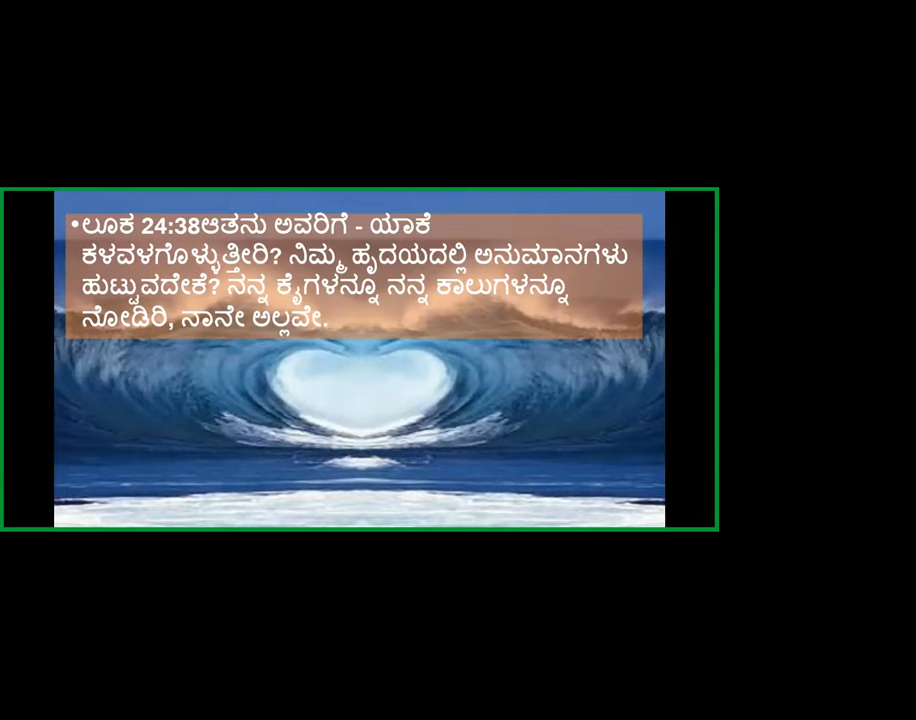 •ಲೂಕ 24:38ಆತನು ಅವರಿಗೆ - ಯಾಕೆ
ಕಳವಳಗೊಳ್ಳುತ್ತೀರಿ? ನಿಮ್ಮ ಹೃದಯದಲ್ಲಿ ಅನುಮಾನಗಳು
ಹುಟ್ಟುವದೇಕೆ? ನನ್ನ ಕೈಗಳನ್ನೂ ನನ್ನ ಕಾಲುಗಳನ್ನೂ
ನೋಡಿರಿ, ನಾನೇ ಅಲ್ಲವೇ.